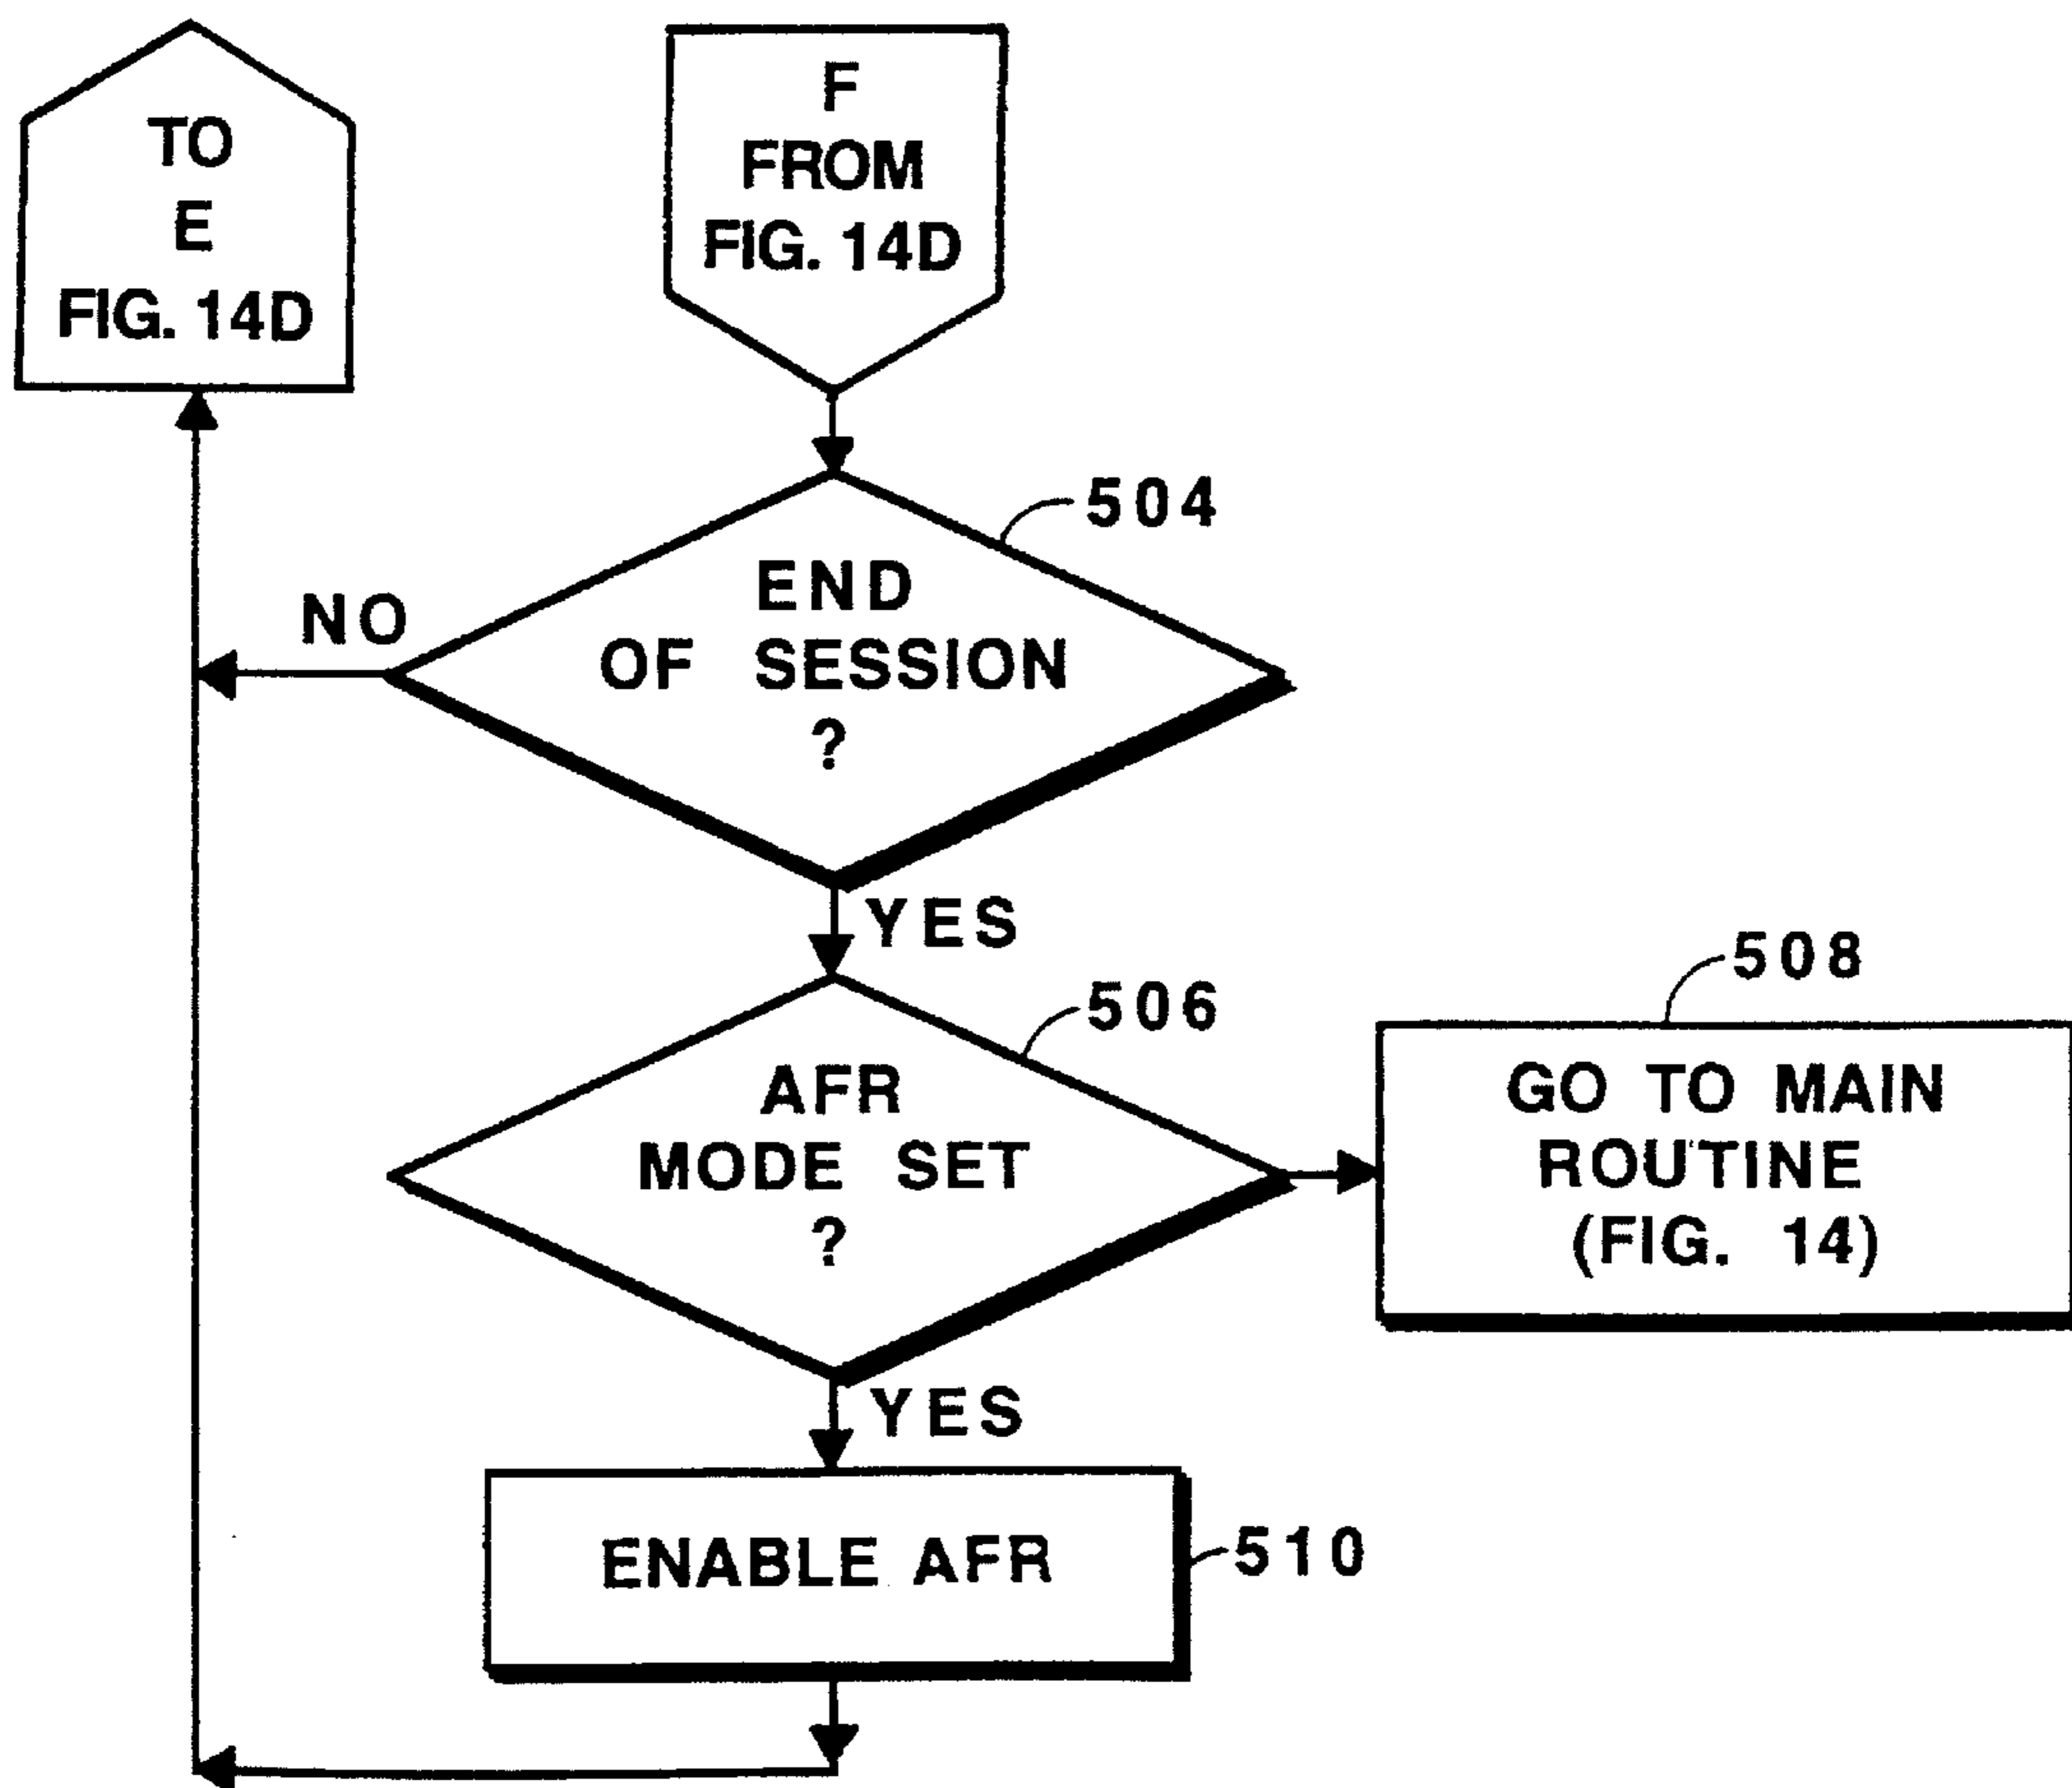 TO
E
FIG. 14D
F
FROM
FIG. 14D
504
END
OF SESSION
?
NO
YES
506
AFR
MODE SET
?
508
GO TO MAIN
ROUTINE
(FIG. 14)
YES
ENABLE AFR
510